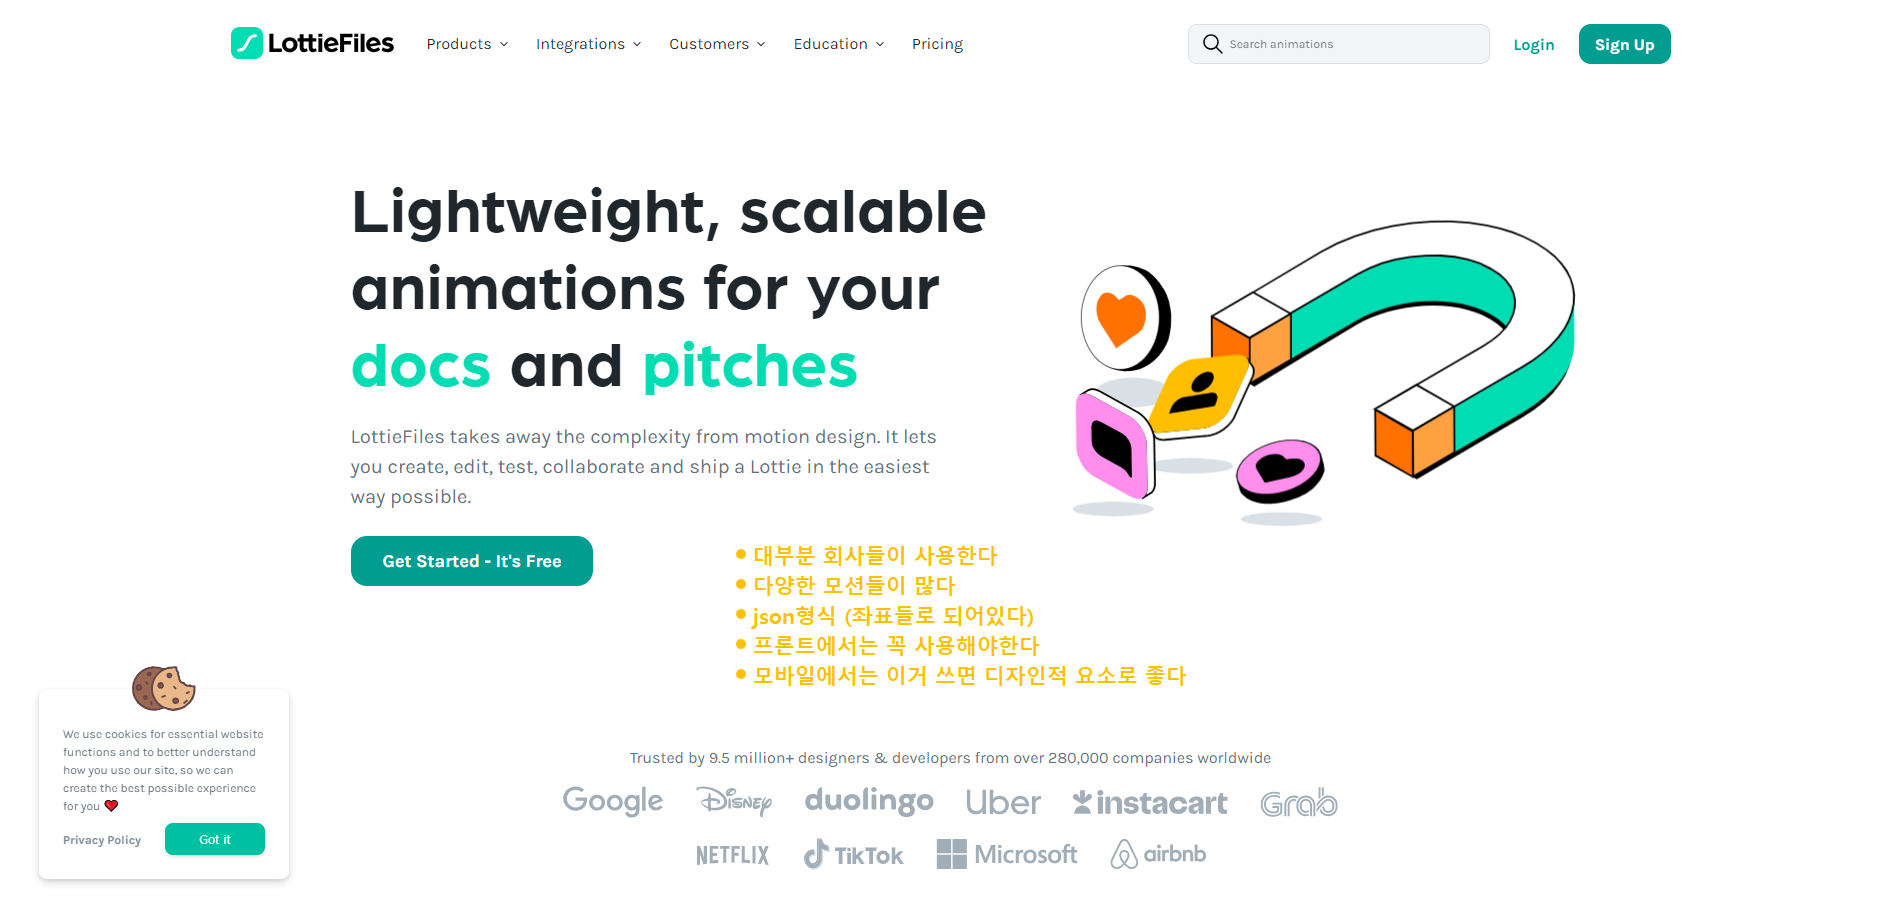 LottieFiles
Products
Integrations
Customers
Education
Pricing
Search animations
Login
Sign Up
Lightweight, scalable
animations for your
docs and pitches
LottieFiles takes away the complexity from motion design. It lets
you create, edit, test, collaborate and ship a Lottie in the easiest
way possible.
Get Started - It's Free
• 대부분 회사들이 사용한다
• 다양한 모션들이 많다
• json형식 (좌표들로 되어있다)
• 프론트에서는 꼭 사용해야한다
• 모바일에서는 이거 쓰면 디자인적 요소로 좋다
We use cookies for essential website
functions and to better understand
how you use our site, so we can
create the best possible experience
for you ❤
Privacy Policy
Got it
Trusted by 9.5 million+ designers & developers from over 280,000 companies worldwide
Google
Disney
duolingo
Uber
instacart
Grab
NETFLIX
TikTok
Microsoft
airbnb